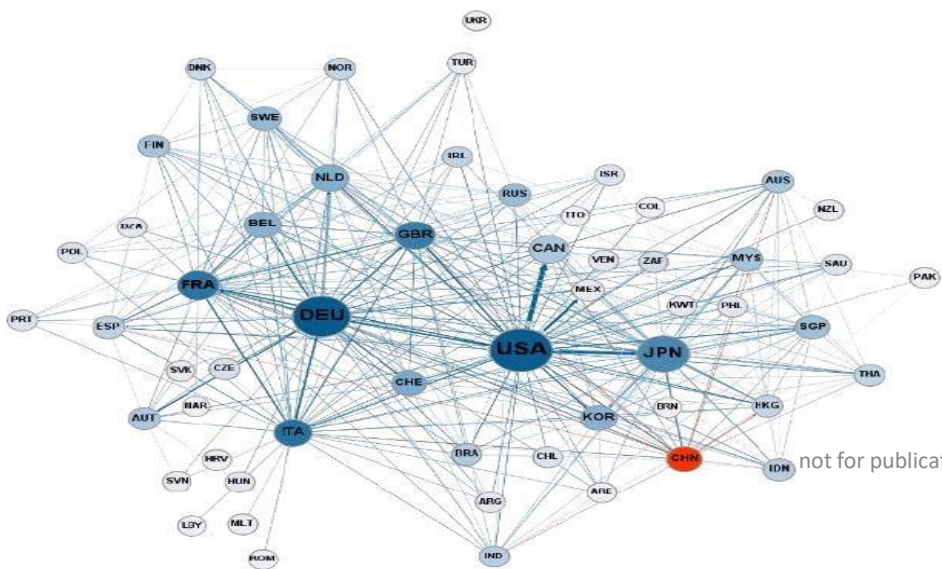 UKR
TUR
DNK
NOR
SWE
FIN
IRL
NLD
ISR
RUS
AUS
COL
NZL
TTO
BEL
DZA
GBR
POL
CAN
VEN
ZAF
MYS
SAU
PAK
FRA
MEX
KWT
PHL
DEU
PRT
ESP
SGP
USA
JPN
SVK
CZE
THA
CHE
MAR
BRN
HKG
AUT
KOR
ITA
BRA
CHL
CHN
HRV
IDN
not for publicat
SVN
HUN
ARE
ARG
LBY
MLT
IND
ROM